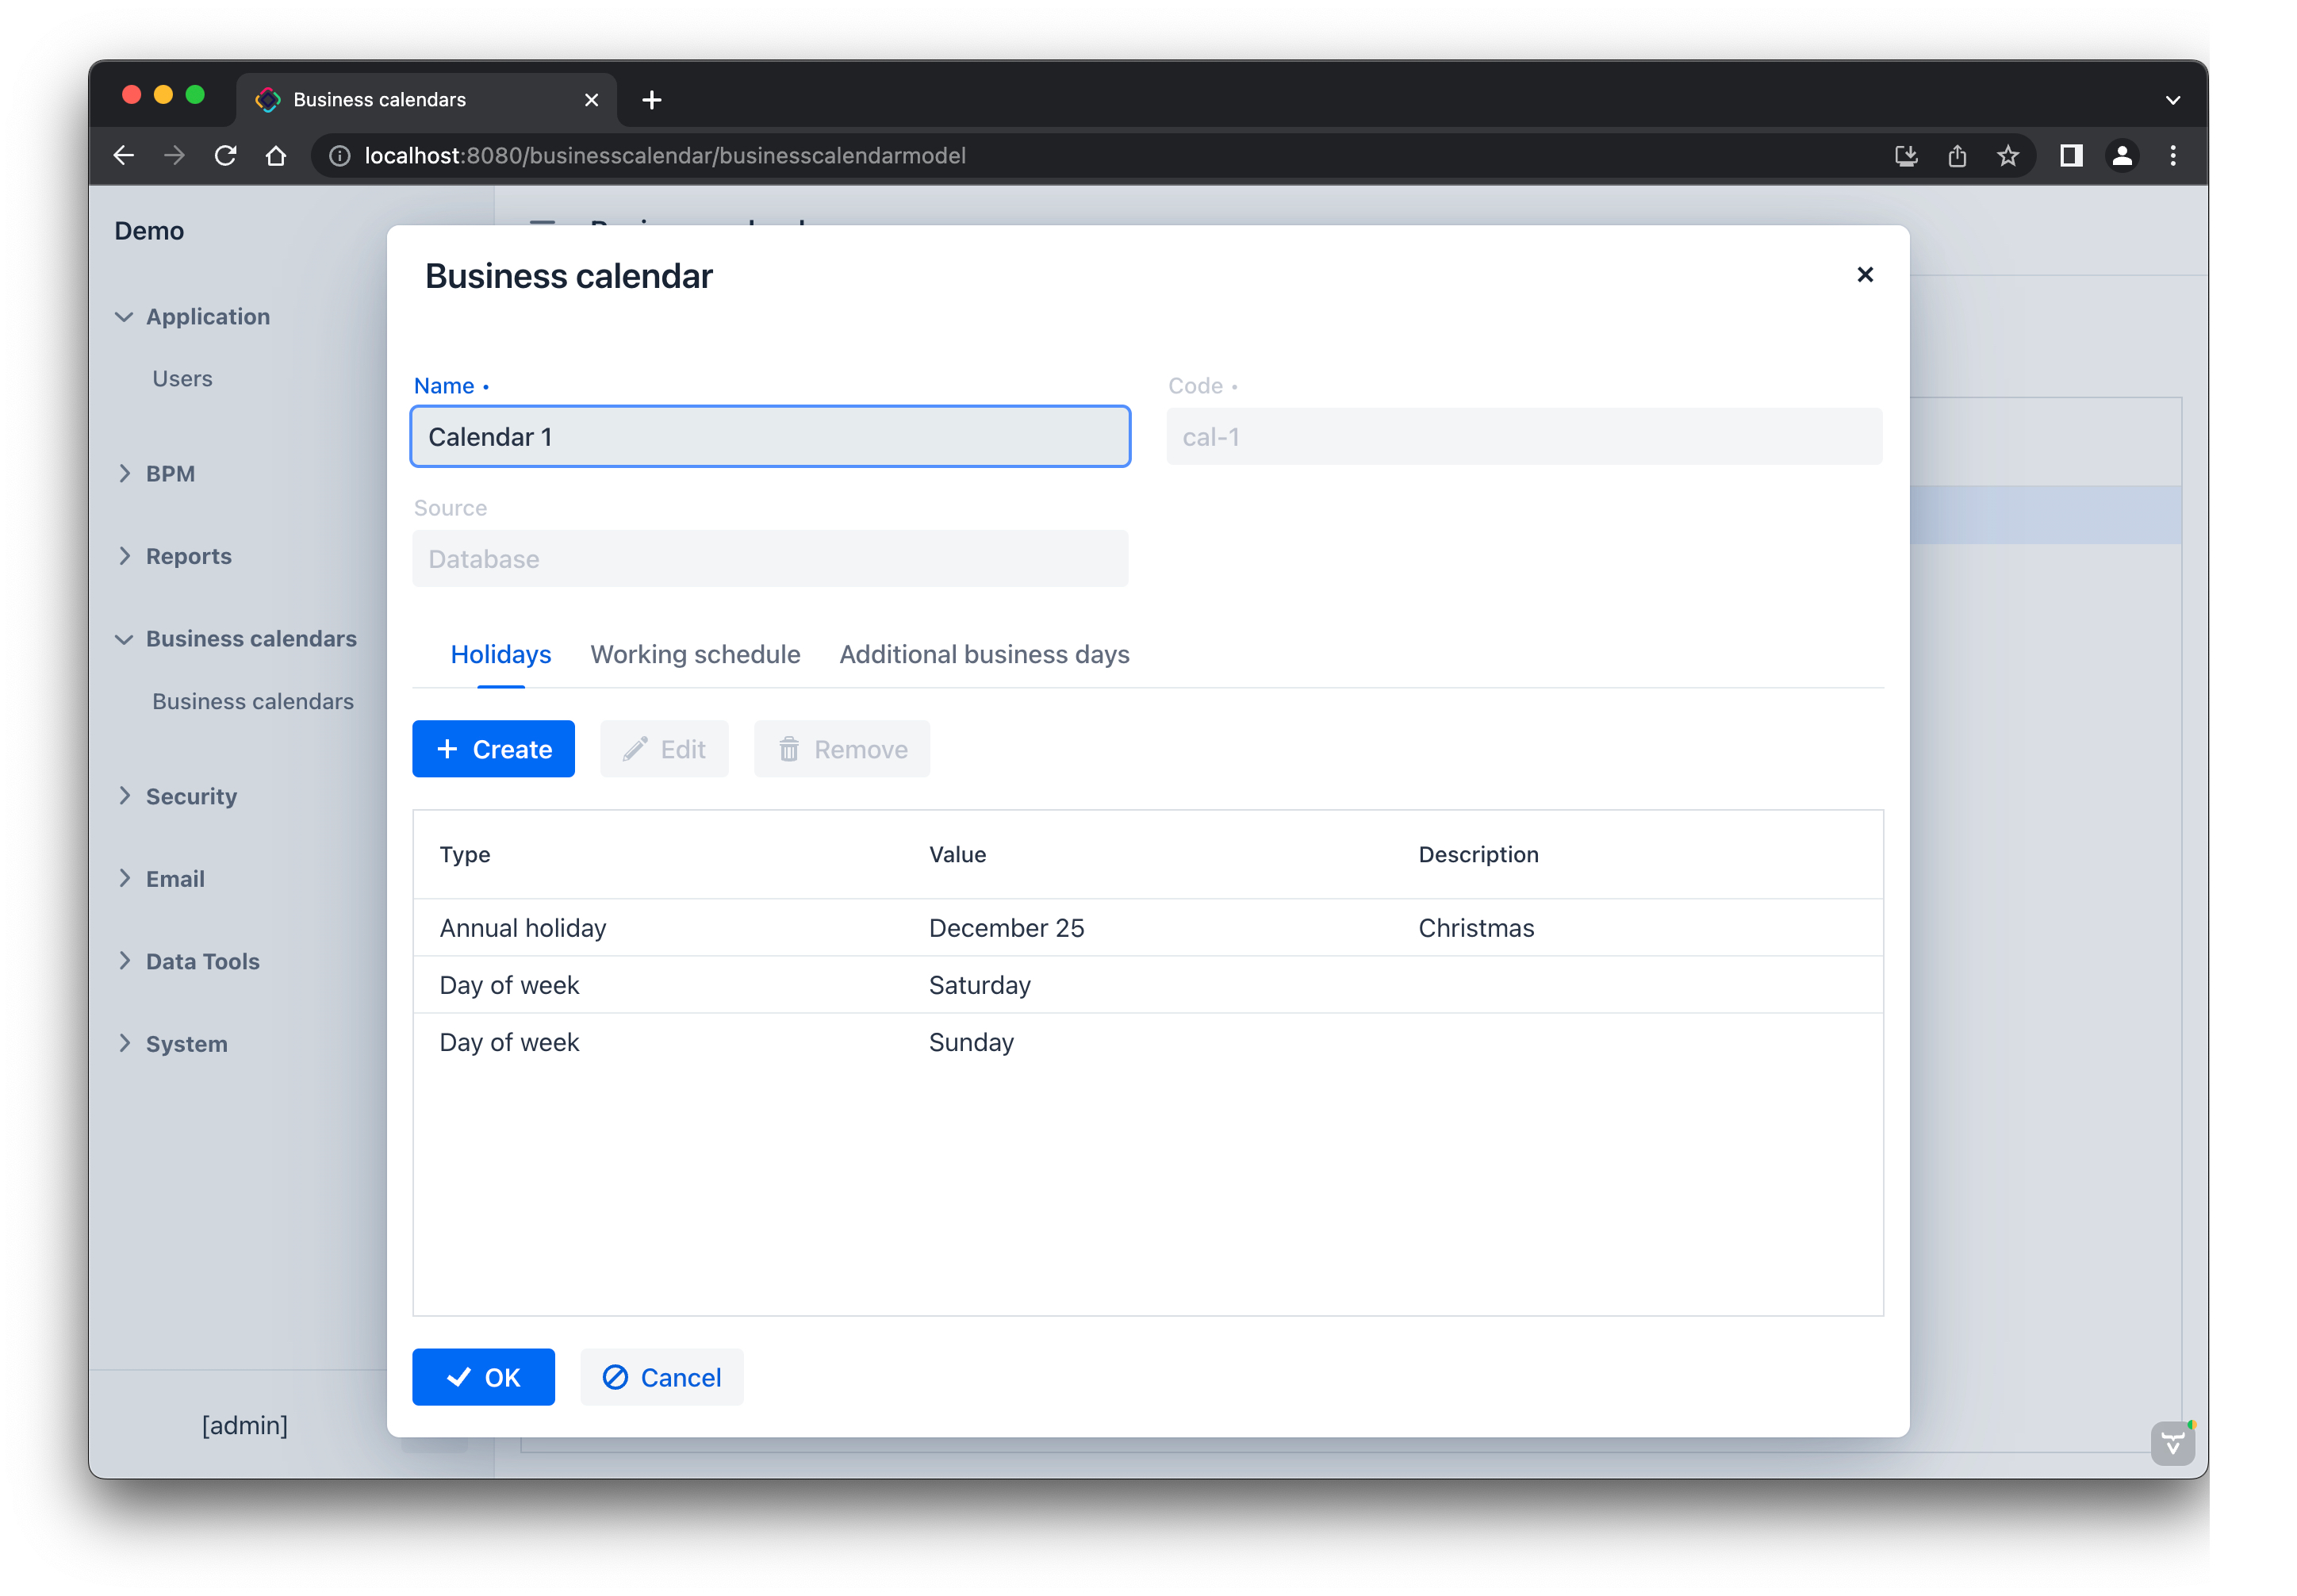 Business calendars
localhost:8080/businesscalendar/businesscalendarmodel
Demo
Application
Users
BPM
Reports
Business calendars
Business calendars
Security
Email
Data Tools
System
[admin]
Business calendar
Name •
Code •
Calendar 1
cal-1
Source
Database
Holidays Working schedule Additional business days
Create Edit Remove
Type Value Description
Annual holiday December 25 Christmas
Day of week Saturday
Day of week Sunday
OK Cancel